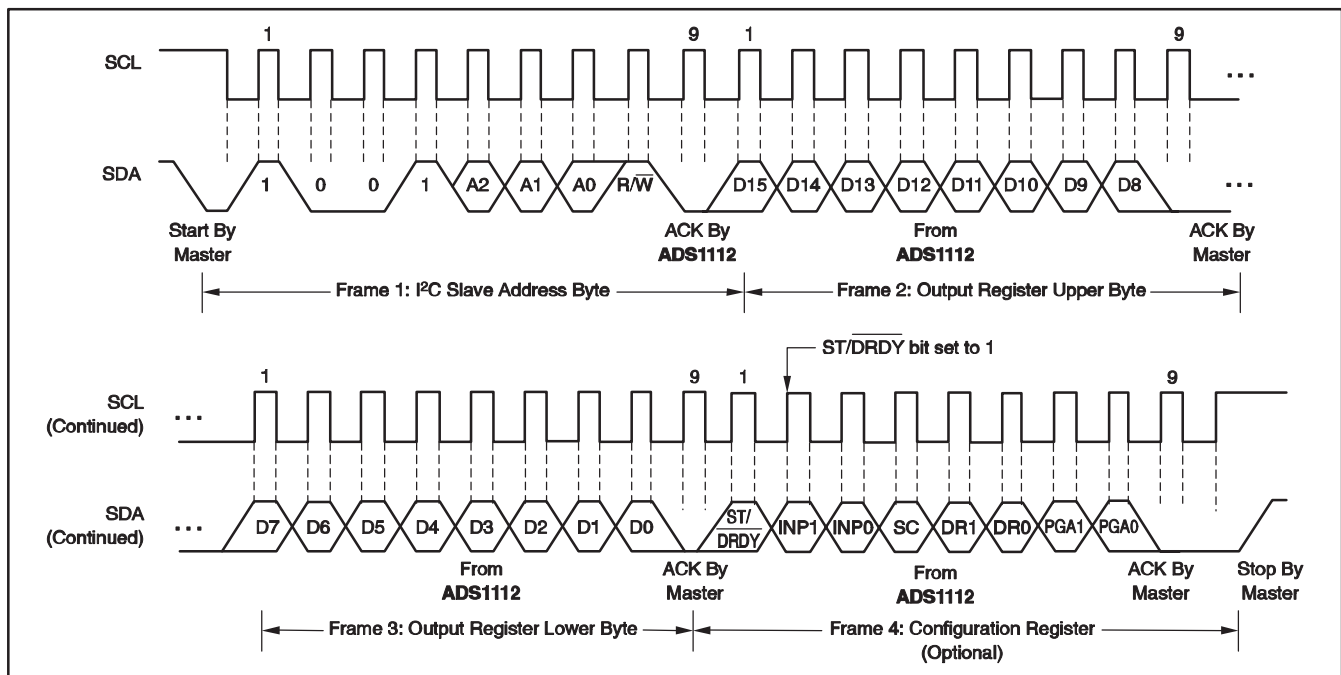 1 9 1 9
SCL ...
SDA 1 0 0 1 A2 A1 A0 R/W̅ D15 D14 D13 D12 D11 D10 D9 D8 ...
Start By Master
ACK By ADS1112
From ADS1112
ACK By Master
Frame 1: I²C Slave Address Byte
Frame 2: Output Register Upper Byte
ST/D̅R̅D̅Y̅ bit set to 1
1 9 1 9
SCL (Continued) ...
SDA (Continued) ... D7 D6 D5 D4 D3 D2 D1 D0 ST/D̅R̅D̅Y̅ INP1 INP0 SC DR1 DR0 PGA1 PGA0
From ADS1112
ACK By Master
From ADS1112
ACK By Master
Stop By Master
Frame 3: Output Register Lower Byte
Frame 4: Configuration Register
(Optional)